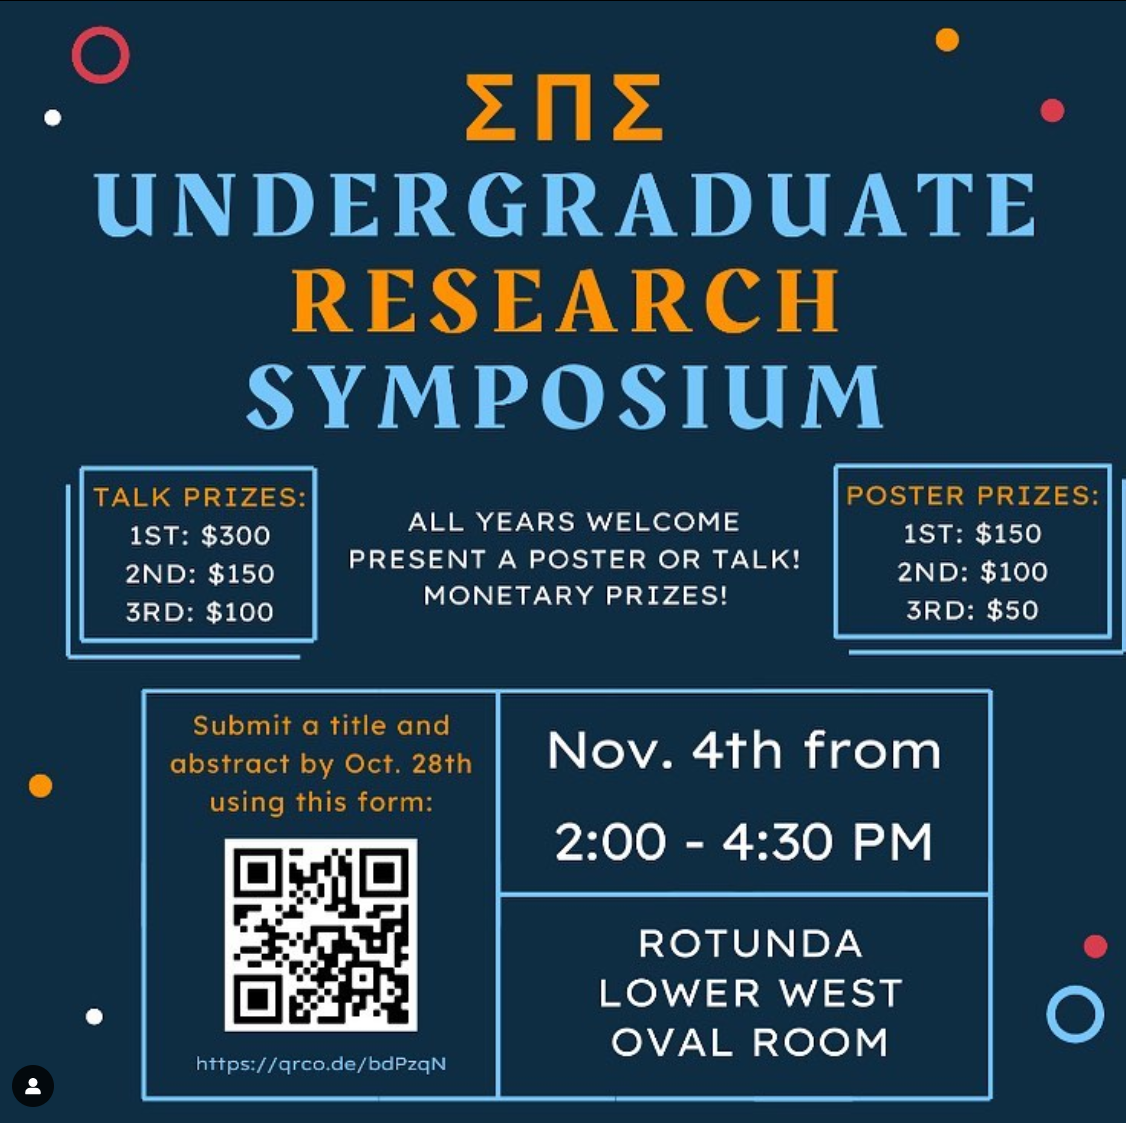 ΣΠΣ
UNDERGRADUATE
RESEARCH
SYMPOSIUM
TALK PRIZES:
1ST: $300
2ND: $150
3RD: $100
ALL YEARS WELCOME
PRESENT A POSTER OR TALK!
MONETARY PRIZES!
POSTER PRIZES:
1ST: $150
2ND: $100
3RD: $50
Submit a title and
abstract by Oct. 28th
using this form:
https://qrco.de/bdPzqN
Nov. 4th from
2:00 - 4:30 PM
ROTUNDA
LOWER WEST
OVAL ROOM